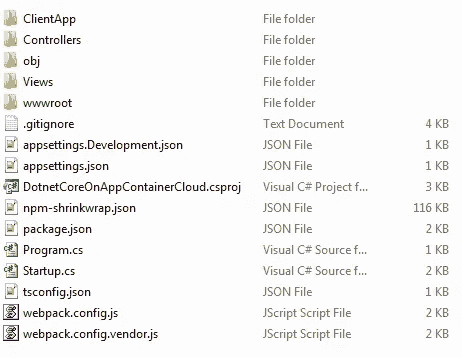 ClientApp File folder
Controllers File folder
obj File folder
Views File folder
wwwroot File folder
.gitignore Text Document 4 KB
appsettings.Development.json JSON File 1 KB
appsettings.json JSON File 1 KB
DotnetCoreOnAppContainerCloud.csproj Visual C# Project f... 3 KB
npm-shrinkwrap.json JSON File 116 KB
package.json JSON File 2 KB
Program.cs Visual C# Source f... 1 KB
Startup.cs Visual C# Source f... 2 KB
tsconfig.json JSON File 1 KB
webpack.config.js JScript Script File 2 KB
webpack.config.vendor.js JScript Script File 2 KB